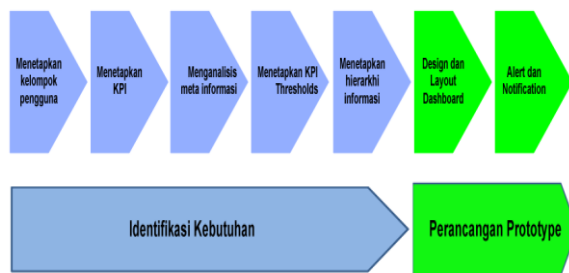 Menetapkan
kelompok
pengguna
Menetapkan
KPI
Menganalisis
meta informasi
Menetapkan KPI
Thresholds
Menetapkan
hierarkhi
informasi
Design dan
Layout
Dashboard
Alert dan
Notification
Identifikasi Kebutuhan
Perancangan Prototype